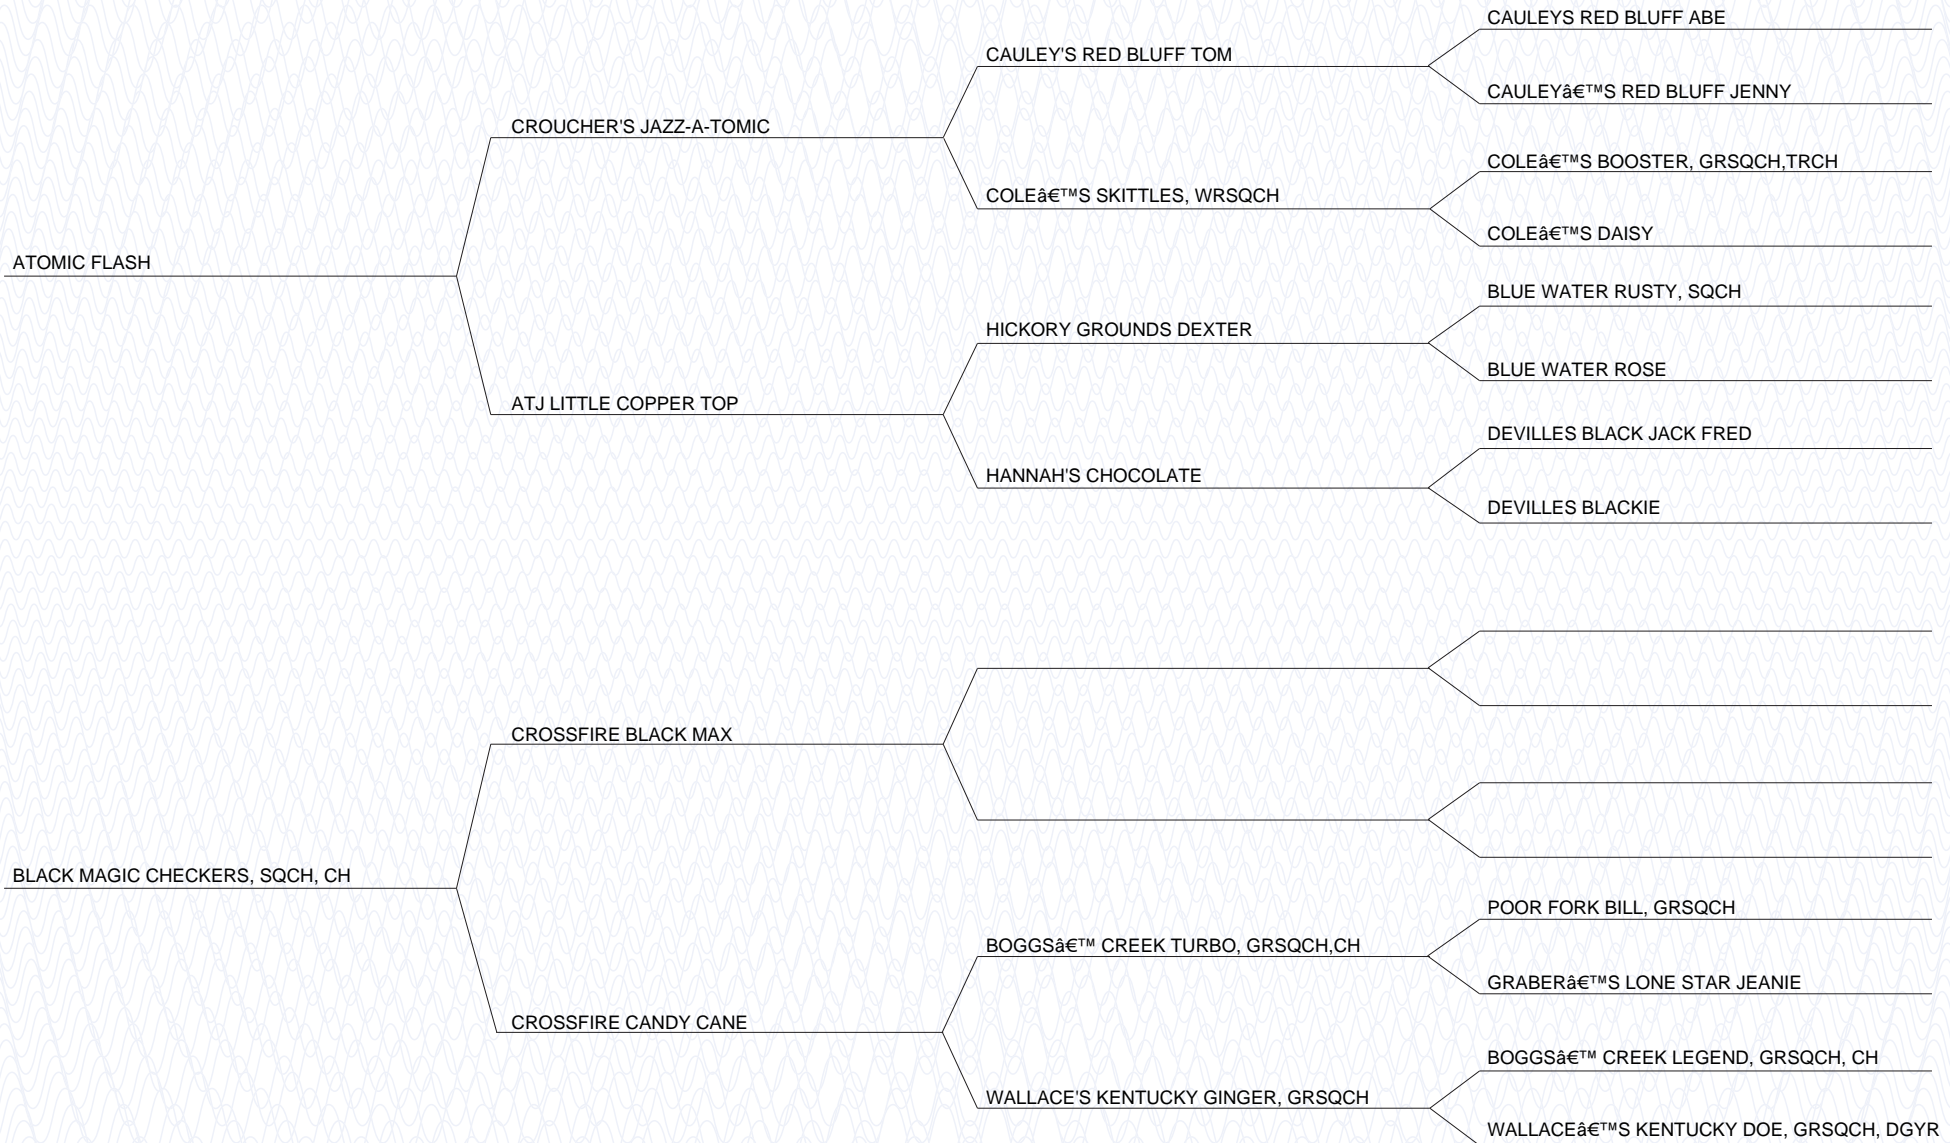 CAULEYS RED BLUFF ABE
CAULEY'S RED BLUFF TOM
CAULEYâ€™S RED BLUFF JENNY
CROUCHER'S JAZZ-A-TOMIC
COLEâ€™S BOOSTER, GRSQCH,TRCH
COLEâ€™S SKITTLES, WRSQCH
COLEâ€™S DAISY
ATOMIC FLASH
BLUE WATER RUSTY, SQCH
HICKORY GROUNDS DEXTER
BLUE WATER ROSE
ATJ LITTLE COPPER TOP
DEVILLES BLACK JACK FRED
HANNAH'S CHOCOLATE
DEVILLES BLACKIE
CROSSFIRE BLACK MAX
BLACK MAGIC CHECKERS, SQCH, CH
POOR FORK BILL, GRSQCH
BOGGSâ€™ CREEK TURBO, GRSQCH,CH
GRABERâ€™S LONE STAR JEANIE
CROSSFIRE CANDY CANE
BOGGSâ€™ CREEK LEGEND, GRSQCH, CH
WALLACE'S KENTUCKY GINGER, GRSQCH
WALLACEâ€™S KENTUCKY DOE, GRSQCH, DGYR